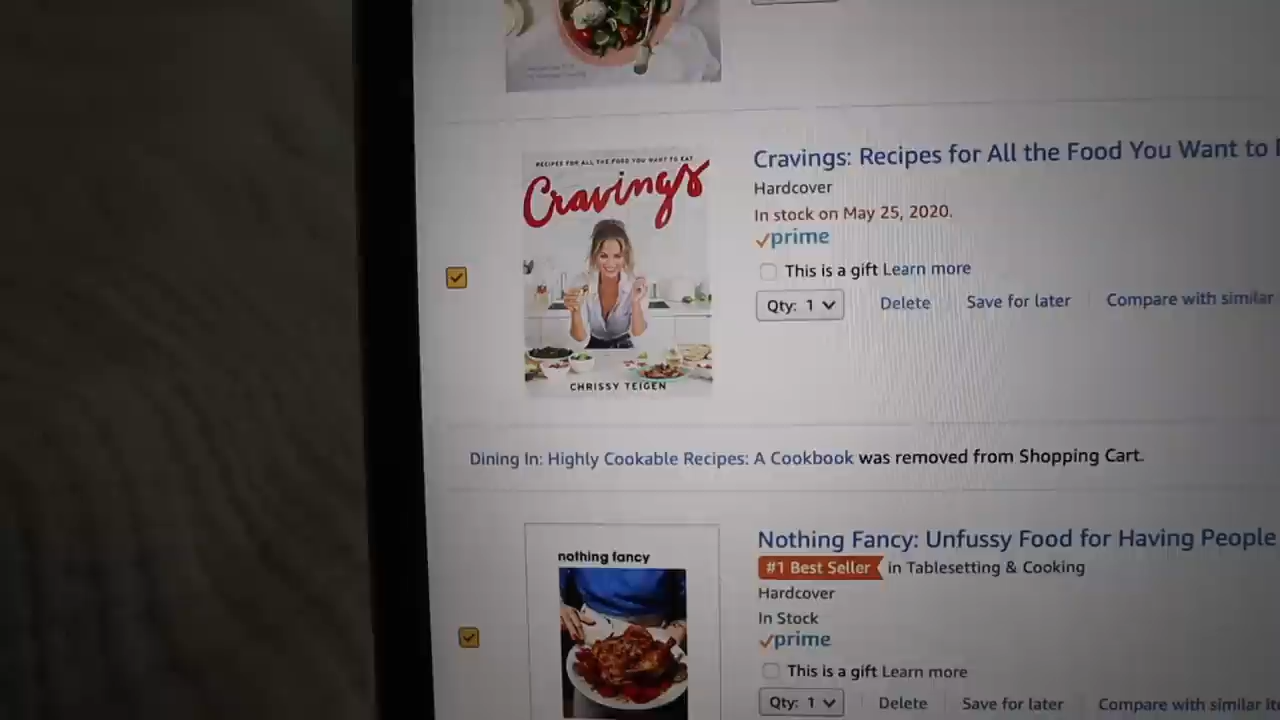 RECIPES FOR ALL THE FOOD YOU WANT TO EAT
Cravings
CHRISSY TEIGEN
Cravings: Recipes for All the Food You Want to
Hardcover
In stock on May 25, 2020.
prime
This is a gift Learn more
Qty: 1 Delete Save for later Compare with similar
Dining In: Highly Cookable Recipes: A Cookbook was removed from Shopping Cart.
nothing fancy
Nothing Fancy: Unfussy Food for Having People
#1 Best Seller in Tablesetting & Cooking
Hardcover
In Stock
prime
This is a gift Learn more
Qty: 1 Delete Save for later Compare with similar